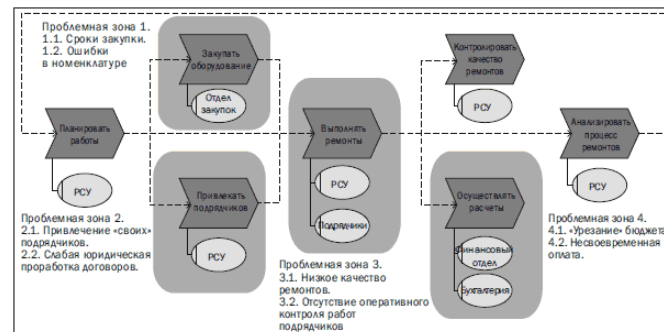 Проблемная зона 1.
1.1. Сроки закупки.
1.2. Ошибки
в номенклатуре
Закупать
оборудование
Отдел
закупок
Контролировать
качество
ремонтов
РСУ
Планировать
работы
РСУ
Выполнять
ремонты
РСУ
Подрядчики
Анализировать
процесс
ремонтов
РСУ
Привлекать
подрядчиков
РСУ
Осуществлять
расчеты
Финансовый
отдел
Бухгалтерия
Проблемная зона 2.
2.1. Привлечение «своих»
подрядчиков.
2.2. Слабая юридическая
проработка договоров.
Проблемная зона 3.
3.1. Низкое качество
ремонтов.
3.2. Отсутствие оперативного
контроля работ
подрядчиков
Проблемная зона 4.
4.1. «Урезание» бюджета
4.2. Несвоевременная
оплата.